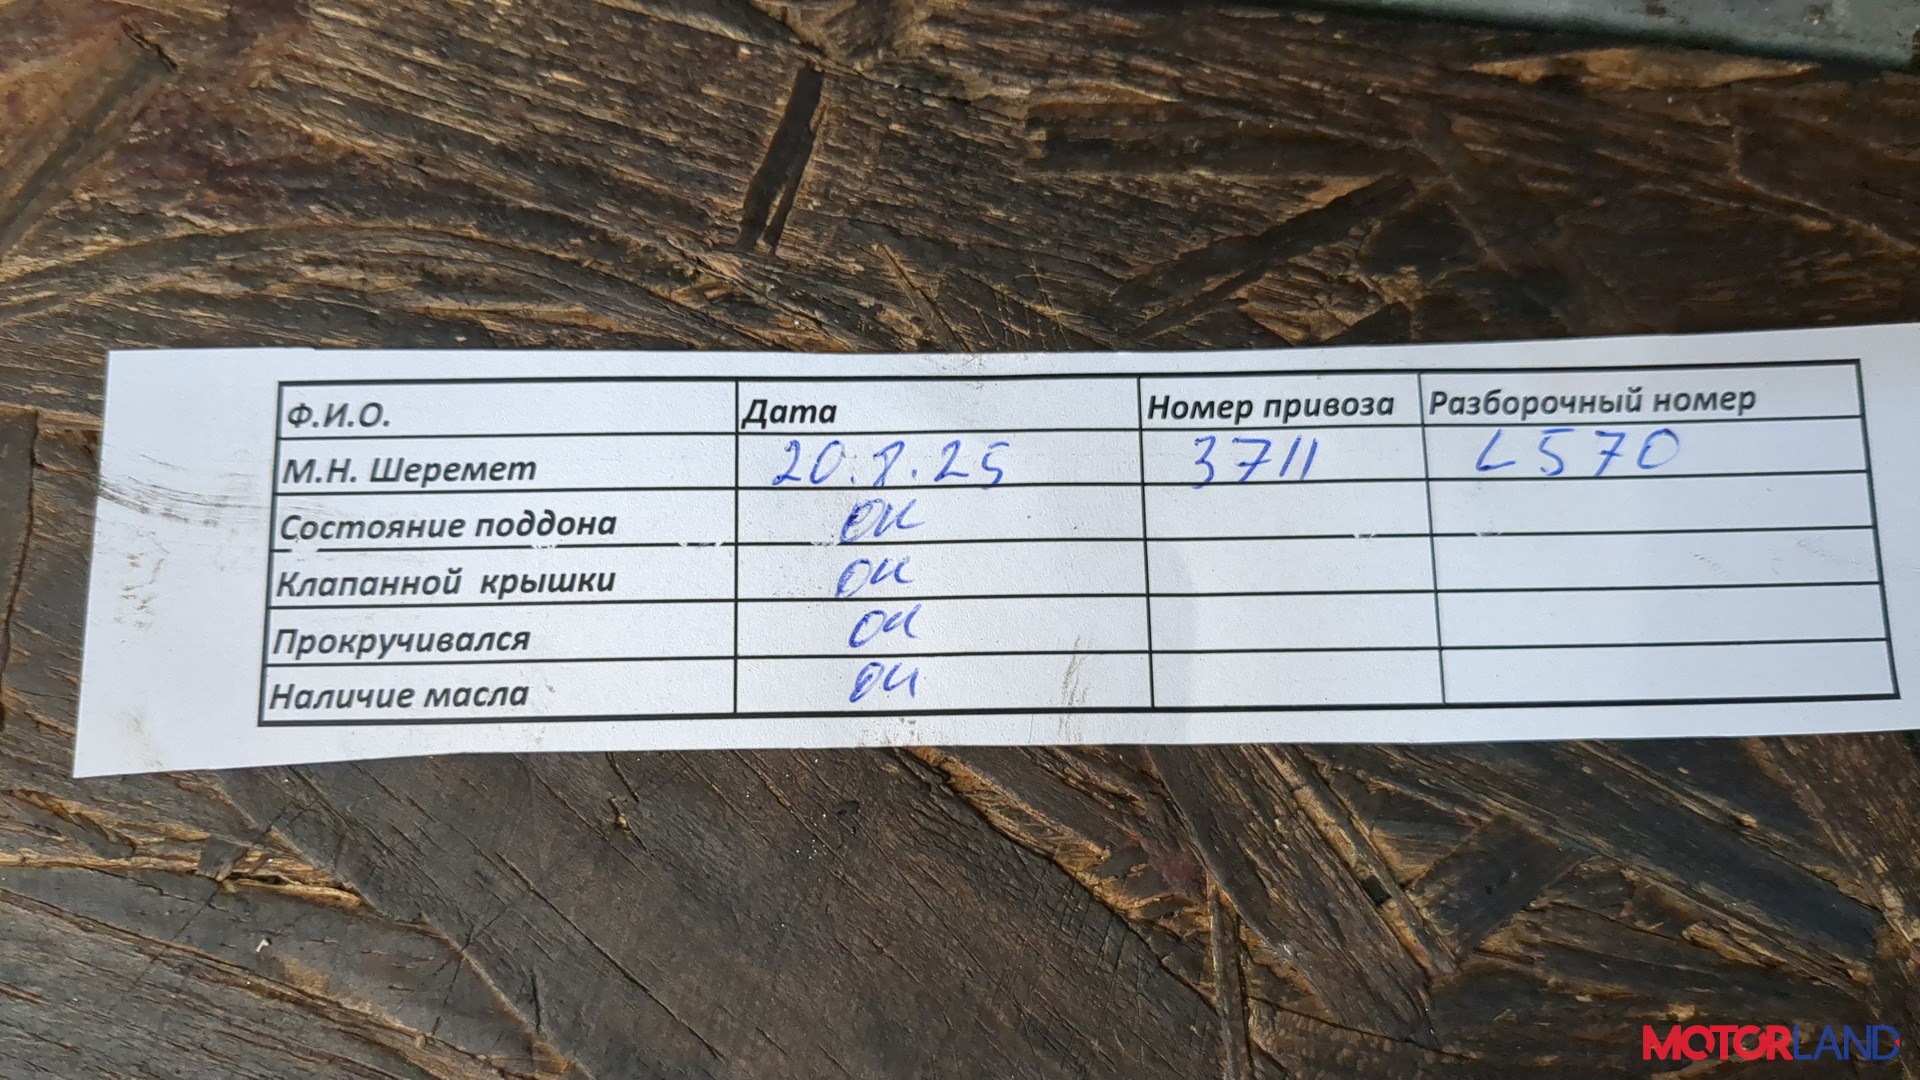 Ф.И.О. Дата Номер привоза Разборочный номер
М.Н. Шеремет 20.8.25 3711 L570
Состояние поддона ок
Клапанной крышки ок
Прокручивался ок
Наличие масла ок
MOTORLAND